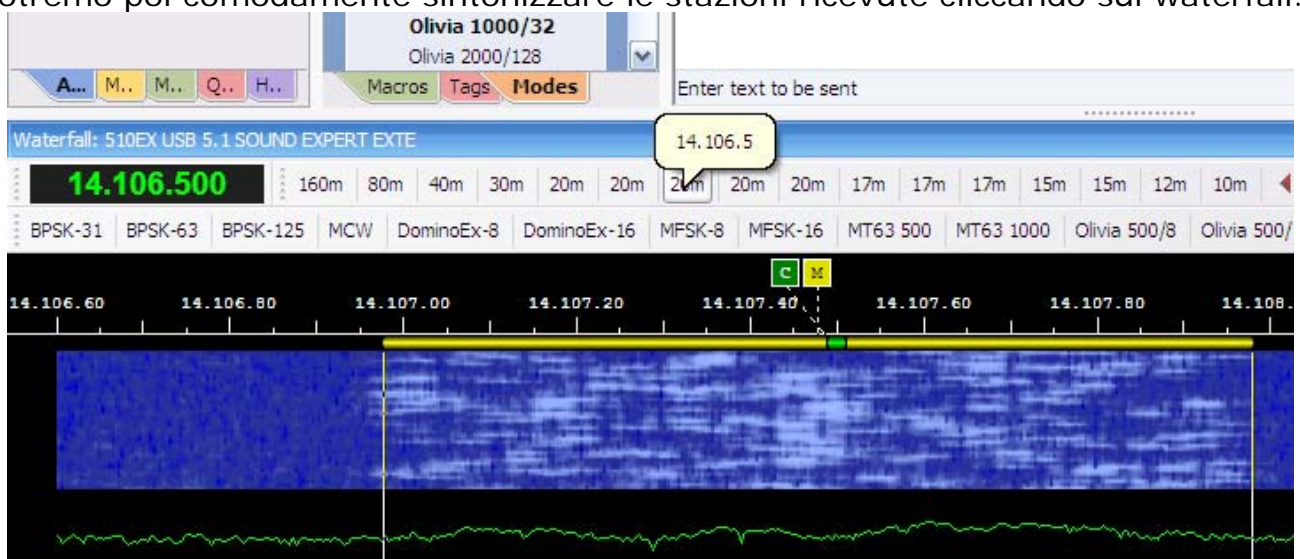 otremo poi comodamente sintonizzare le stazioni ricevute cliccando sul waterfall.
Olivia 1000/32
Olivia 2000/128
A... M.. M.. Q.. H..
Macros Tags Modes
Enter text to be sent
Waterfall: 510EX USB 5.1 SOUND EXPERT EXTE
14.106.5
14.106.500 160m 80m 40m 30m 20m 20m 20m 20m 20m 17m 17m 17m 15m 15m 12m 10m
BPSK-31 BPSK-63 BPSK-125 MCW DominoEx-8 DominoEx-16 MFSK-8 MFSK-16 MT63 500 MT63 1000 Olivia 500/8 Olivia 500/
C M
14.106.60 14.106.80 14.107.00 14.107.20 14.107.40 14.107.60 14.107.80 14.108.